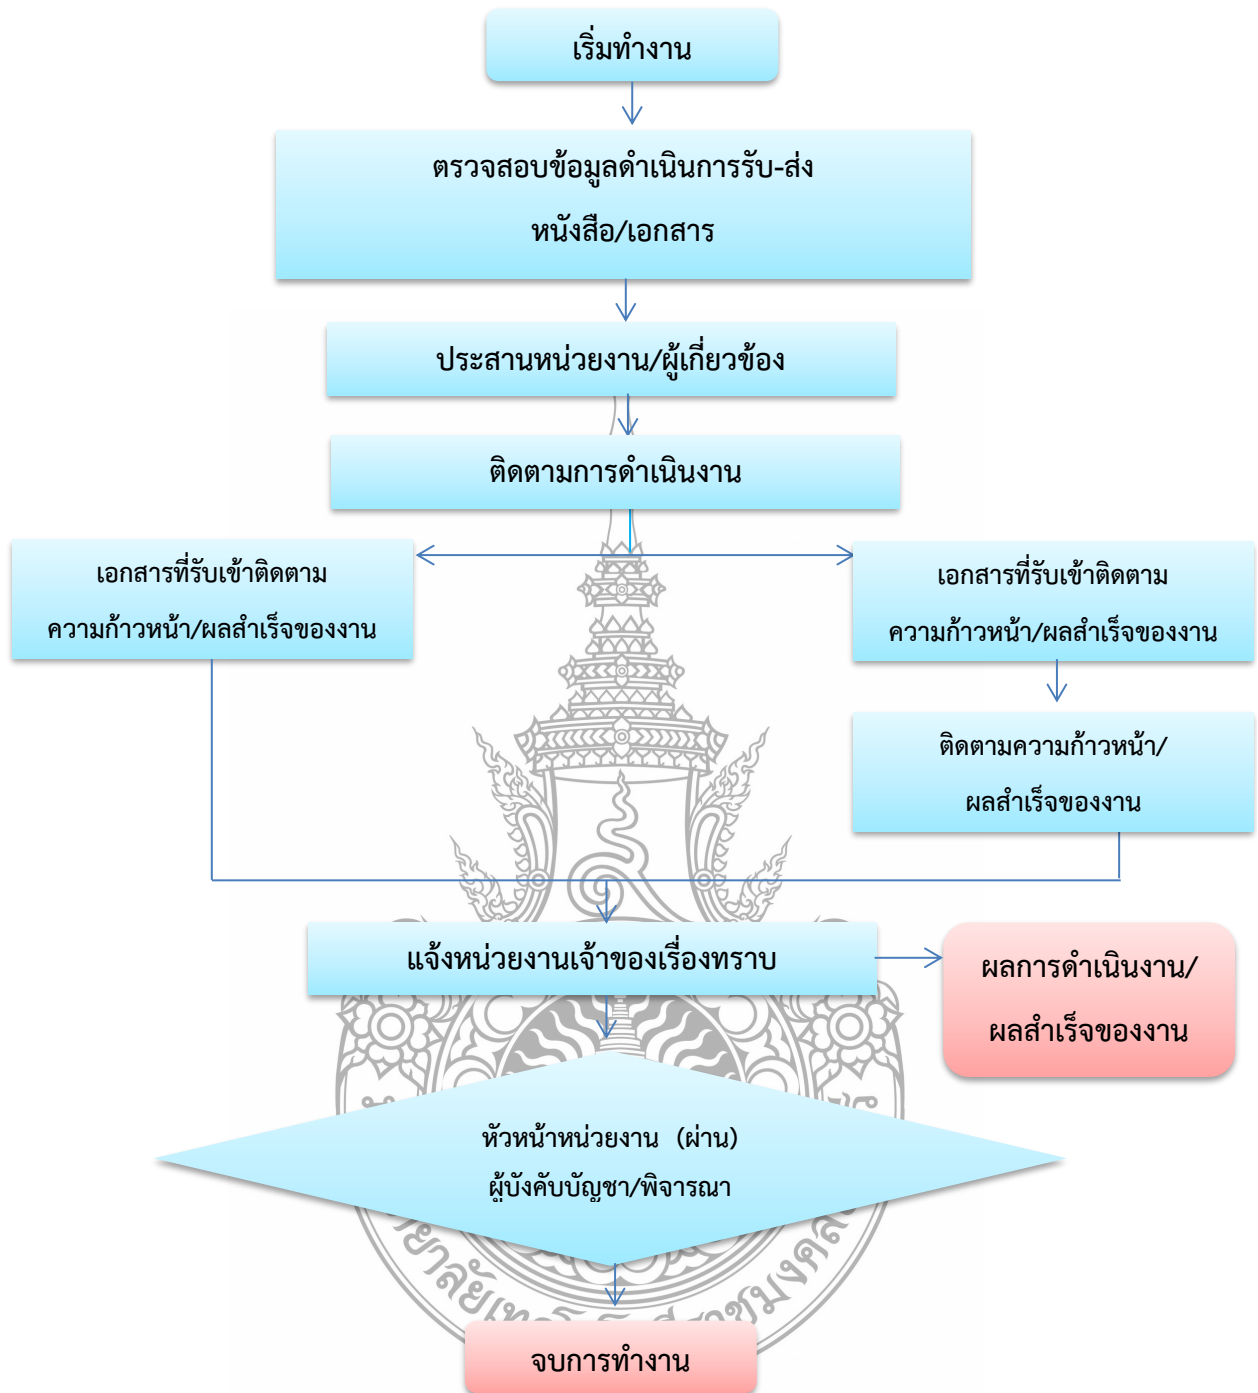 เริ่มทำงาน
ตรวจสอบข้อมูลดำเนินการรับ-ส่ง
หนังสือ/เอกสาร
ประสานหน่วยงาน/ผู้เกี่ยวข้อง
ติดตามการดำเนินงาน
เอกสารที่รับเข้าติดตาม
ความก้าวหน้า/ผลสำเร็จของงาน
เอกสารที่รับเข้าติดตาม
ความก้าวหน้า/ผลสำเร็จของงาน
ติดตามความก้าวหน้า/
ผลสำเร็จของงาน
แจ้งหน่วยงานเจ้าของเรื่องทราบ
ผลการดำเนินงาน/
ผลสำเร็จของงาน
หัวหน้าหน่วยงาน (ผ่าน)
ผู้บังคับบัญชา/พิจารณา
จบการทำงาน